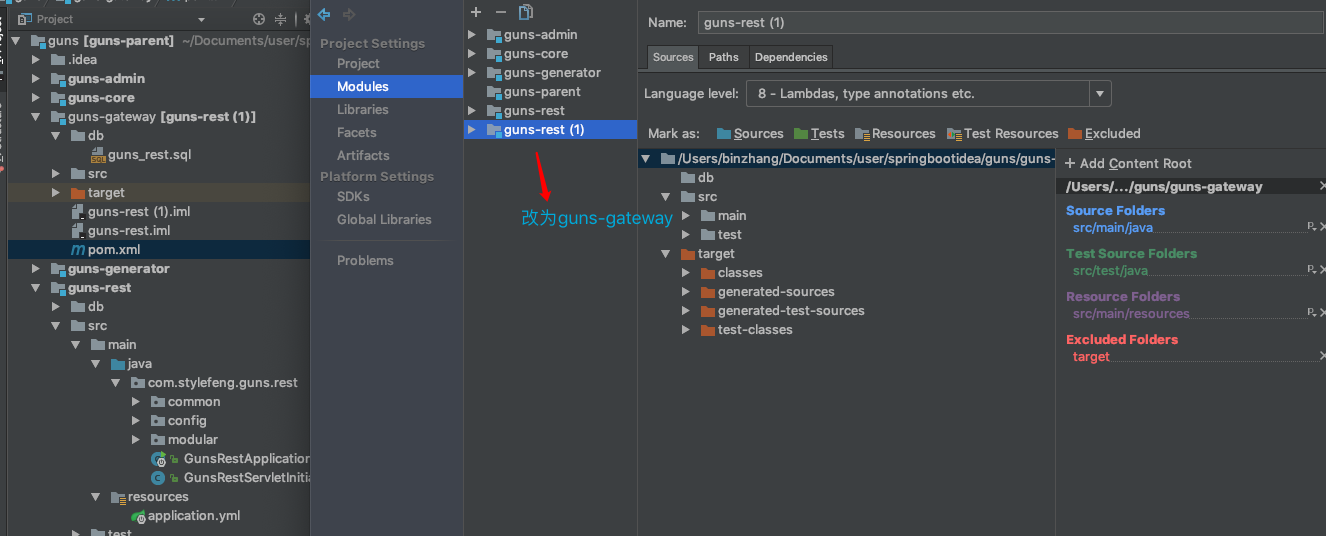 Project
guns [guns-parent] ~/Documents/user/sp
.idea
guns-admin
guns-core
guns-gateway [guns-rest (1)]
db
guns_rest.sql
src
target
guns-rest (1).iml
guns-rest.iml
pom.xml
guns-generator
guns-rest
db
src
main
java
com.stylefeng.guns.rest
common
config
modular
GunsRestApplication
GunsRestServletInitia
resources
application.yml
test
Project Settings
Project
Modules
Libraries
Facets
Artifacts
Platform Settings
SDKs
Global Libraries
Problems
guns-admin
guns-core
guns-generator
guns-parent
guns-rest
guns-rest (1)
改为guns-gateway
Name: guns-rest (1)
Sources Paths Dependencies
Language level: 8 - Lambdas, type annotations etc.
Mark as: Sources Tests Resources Test Resources Excluded
/Users/binzhang/Documents/user/springbootidea/guns/guns-
db
src
main
test
target
classes
generated-sources
generated-test-sources
test-classes
+ Add Content Root
/Users/.../guns/guns-gateway
Source Folders
src/main/java
Test Source Folders
src/test/java
Resource Folders
src/main/resources
Excluded Folders
target